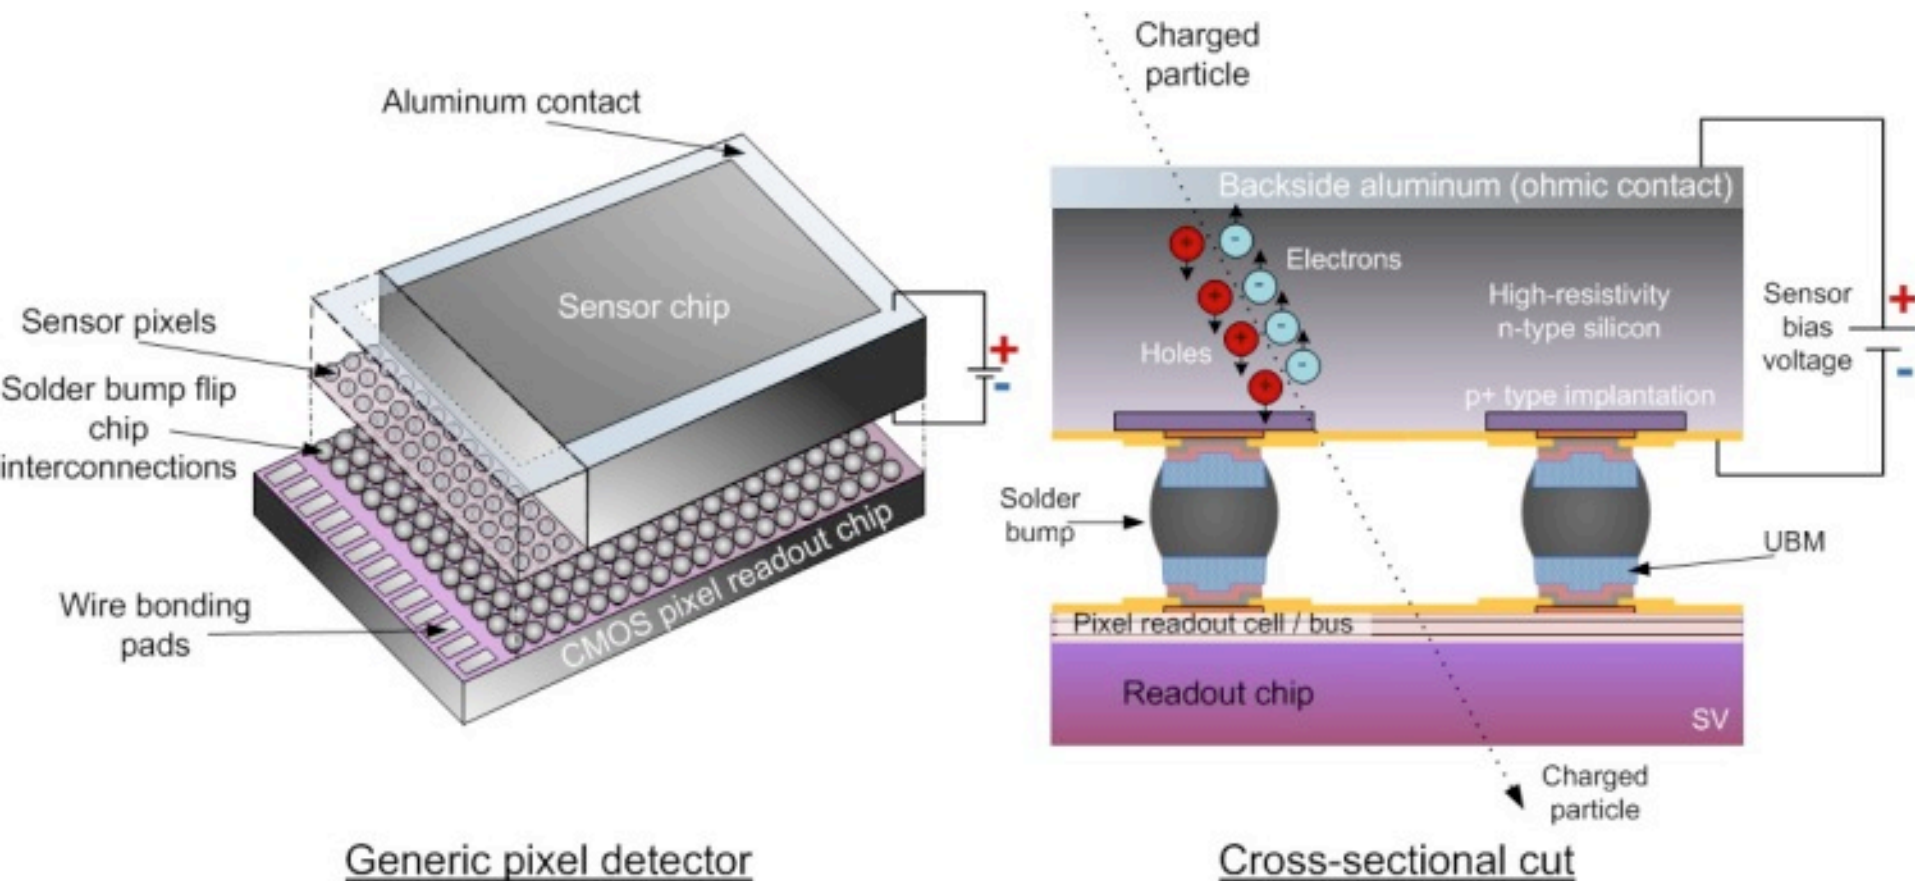 Aluminum contact
Sensor chip
Sensor pixels
Solder bump flip
chip
interconnections
+
-
Wire bonding
pads
CMOS pixel readout chip
Generic pixel detector
Charged
particle
Backside aluminum (ohmic contact)
+
-
+
-
+
-
+
-
Electrons
Holes
High-resistivity
n-type silicon
p+ type implantation
Sensor
bias
voltage
+
-
Solder
bump
UBM
Pixel readout cell / bus
Readout chip
SV
Charged
particle
Cross-sectional cut